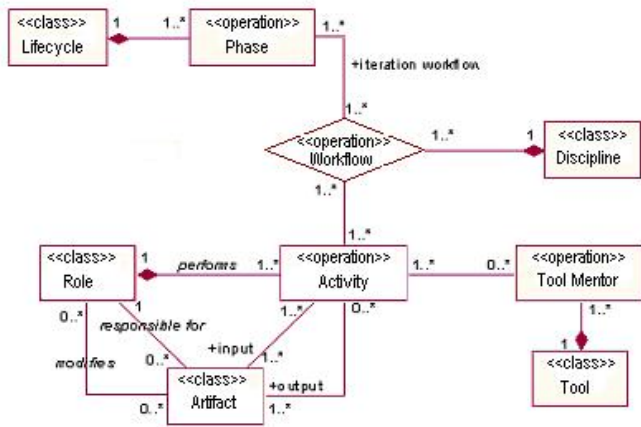 <<class>>
Lifecycle
1
1..*
<<operation>>
Phase
1..*
+iteration workflow
1..*
<<operation>>
Workflow
1..*
1
<<class>>
Discipline
1..*
1..*
<<class>>
Role
1
performs
1..*
<<operation>>
Activity
1..*
0..*
<<operation>>
Tool Mentor
0..*
1
responsible for
1..*
0..*
1..*
modifies
0..*
+input
1..*
1
<<class>>
Tool
<<class>>
Artifact
+output
0..*
1..*